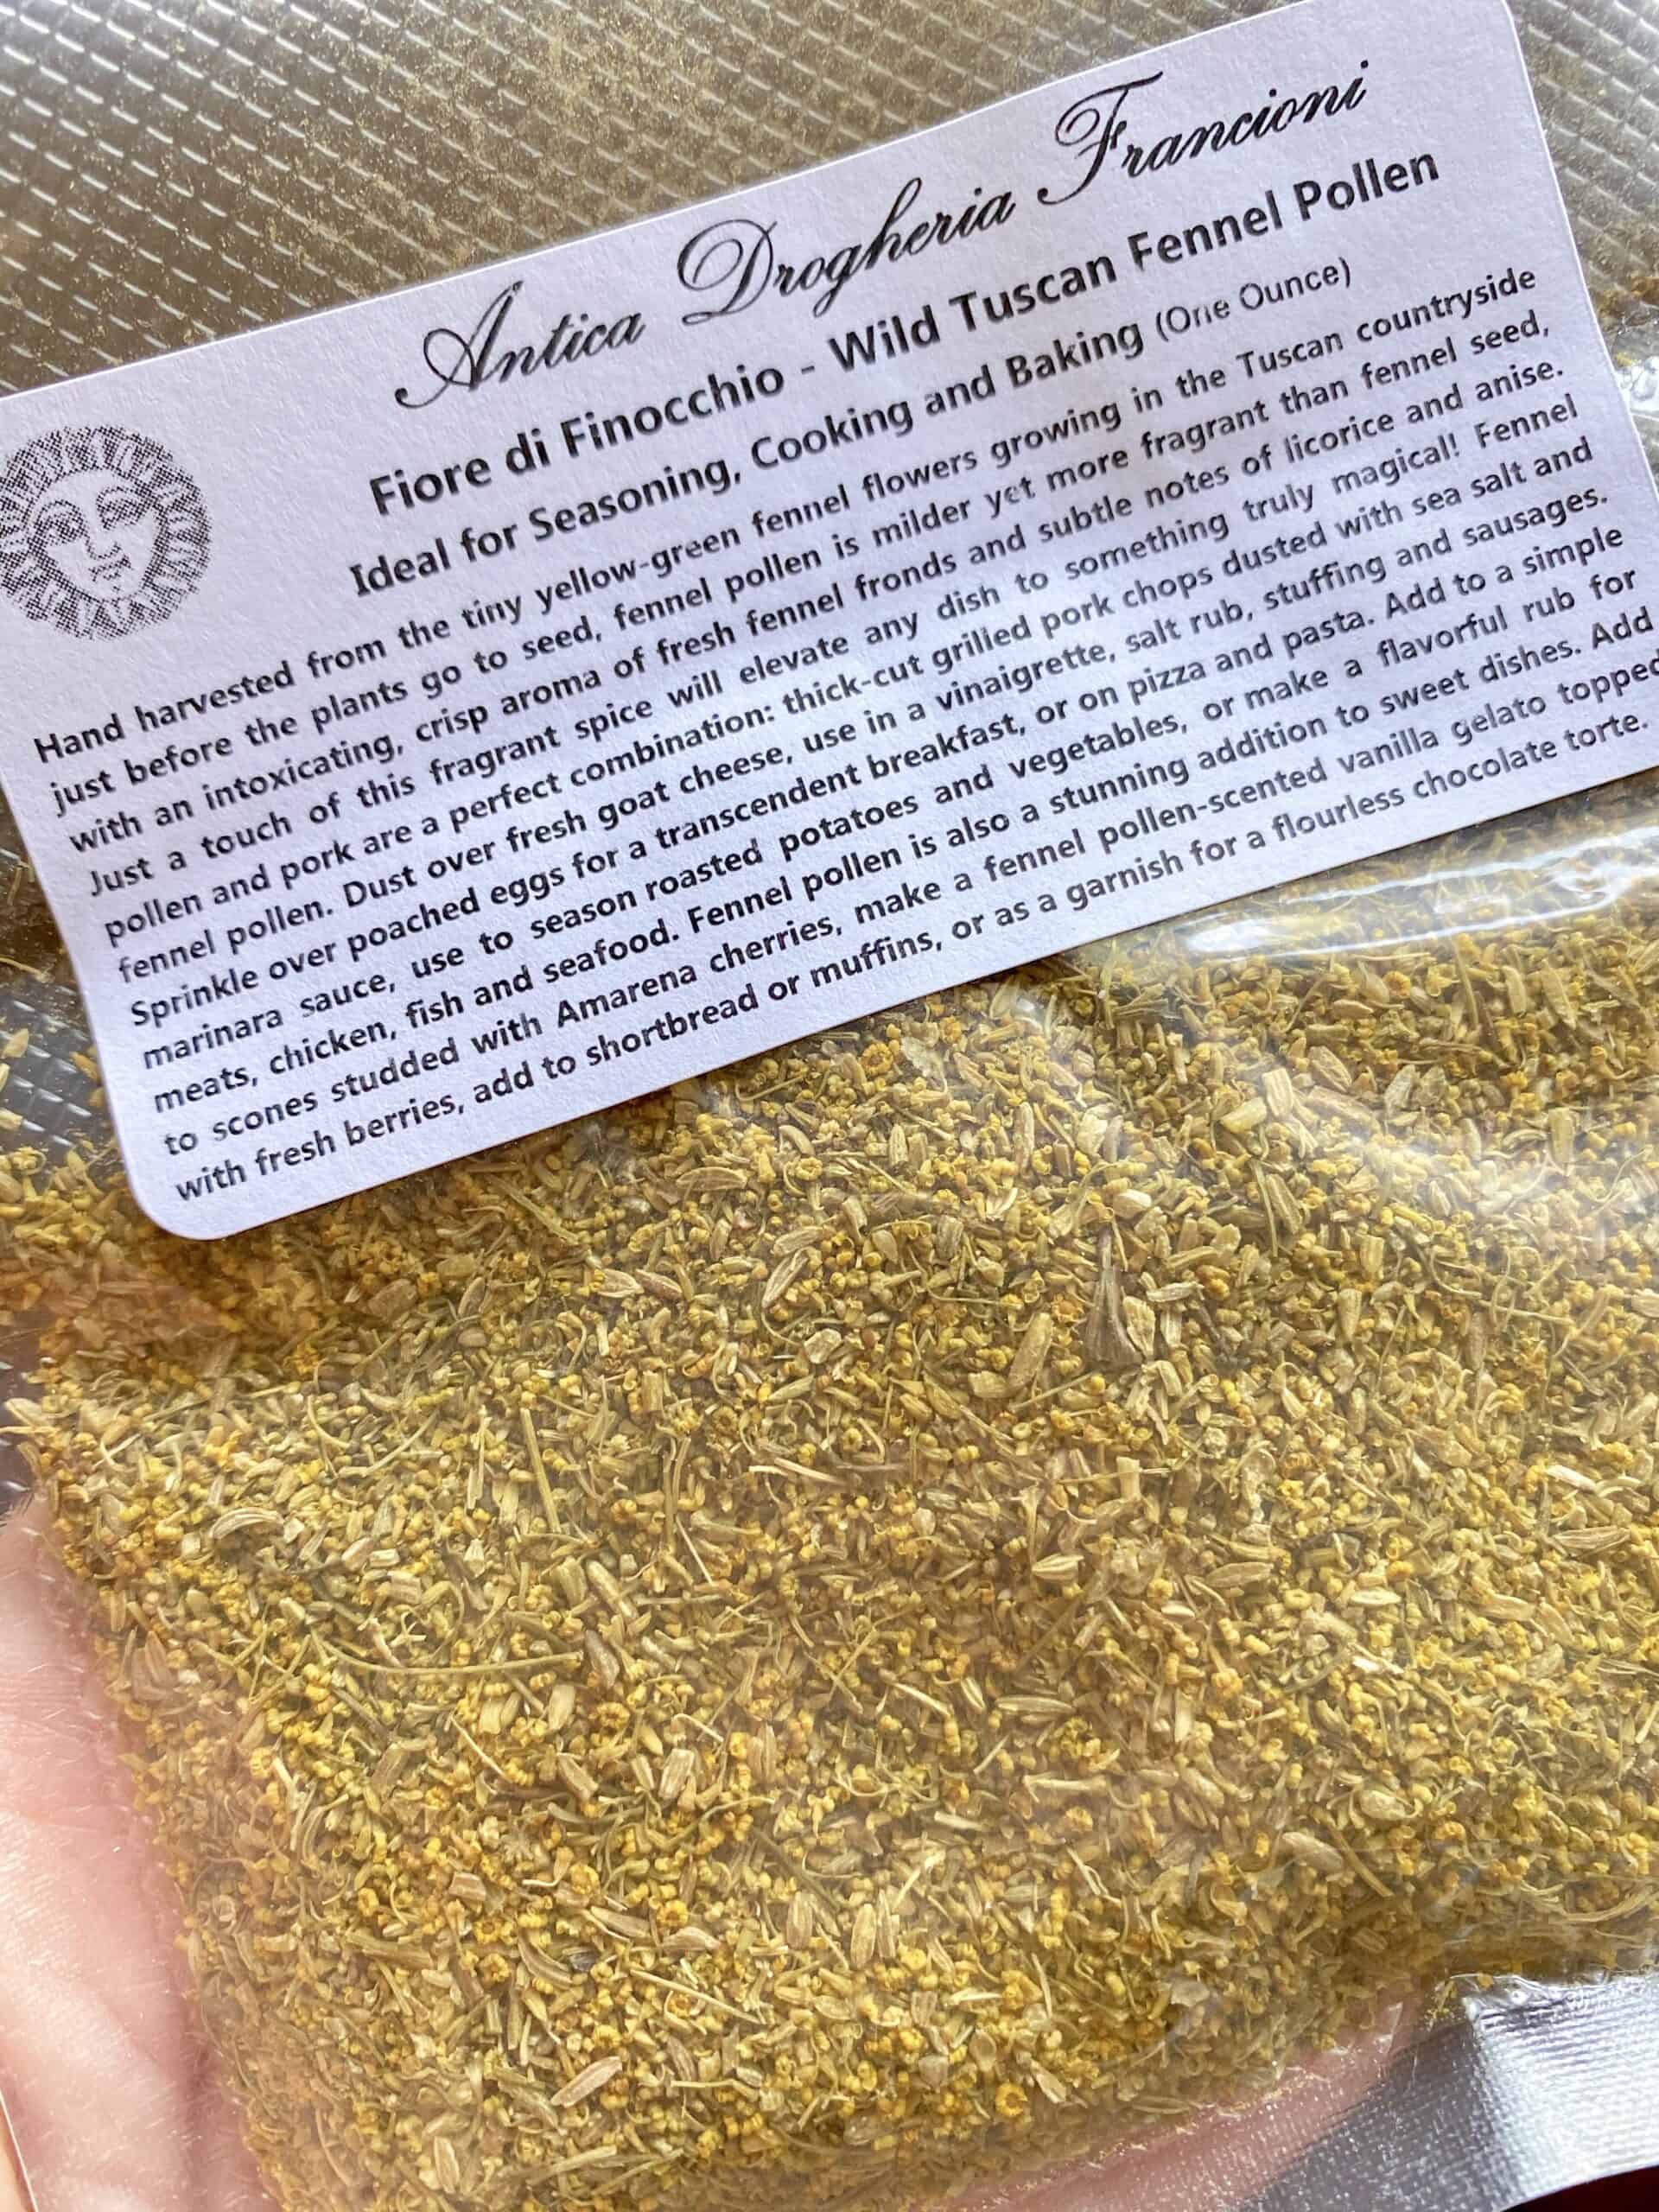 Antica Drogheria Francioni
Fiore di Finocchio - Wild Tuscan Fennel Pollen
Ideal for Seasoning, Cooking and Baking (One Ounce)
Hand harvested from the tiny yellow-green fennel flowers growing in the Tuscan countryside
just before the plants go to seed, fennel pollen is milder yet more fragrant than fennel seed,
with an intoxicating, crisp aroma of fresh fennel fronds and subtle notes of licorice and anise.
Just a touch of this fragrant spice will elevate any dish to something truly magical! Fennel
pollen and pork are a perfect combination: thick-cut grilled pork chops dusted with sea salt and
fennel pollen. Dust over fresh goat cheese, use in a vinaigrette, salt rub, stuffing and sausages.
Sprinkle over poached eggs for a transcendent breakfast, or on pizza and pasta. Add to a simple
marinara sauce, use to season roasted potatoes and vegetables, or make a flavorful rub for
meats, chicken, fish and seafood. Fennel pollen is also a stunning addition to sweet dishes. Add
to scones studded with Amarena cherries, make a fennel pollen-scented vanilla gelato topped
with fresh berries, add to shortbread or muffins, or as a garnish for a flourless chocolate torte.